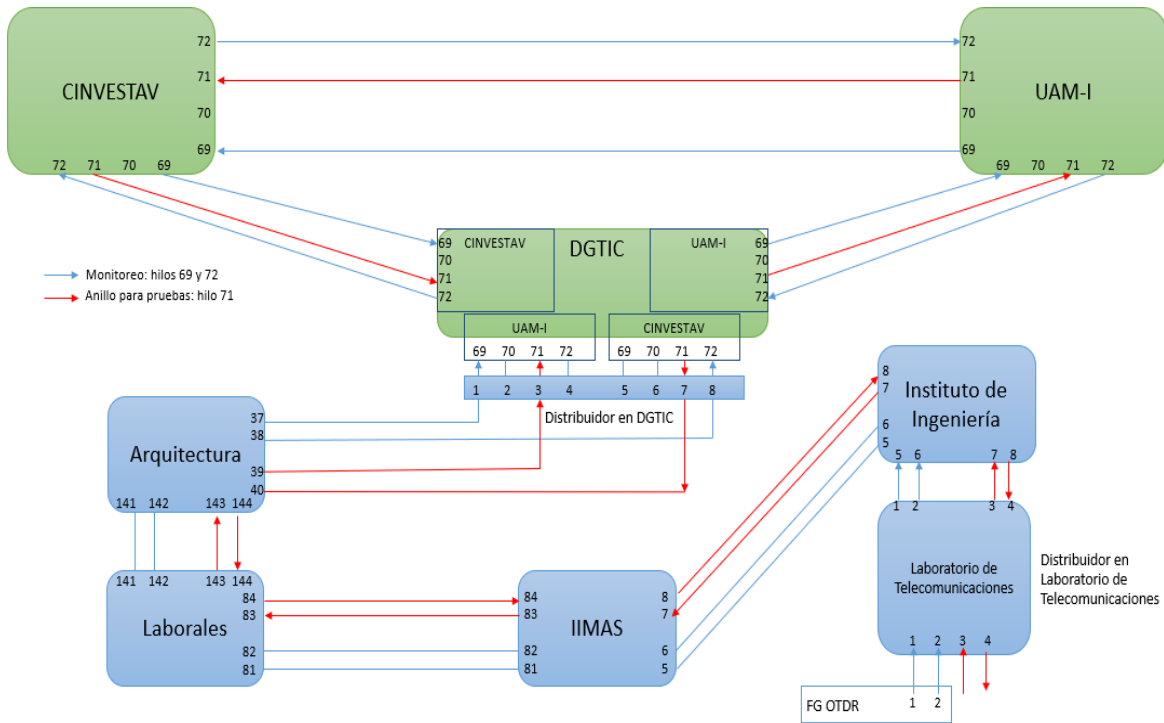 72
72
71
71
CINVESTAV
UAM-I
70
70
69
69
72 71 70 69
69 70 71 72
DGTIC
CINVESTAV
UAM-I
69
70
71
72
69
70
71
72
Monitoreo: hilos 69 y 72
Anillo para pruebas: hilo 71
UAM-I
CINVESTAV
69 70 71 72
69 70 71 72
1 2 3 4 5 6 7 8
Distribuidor en DGTIC
Arquitectura
37
38
39
40
141 142 143 144
141 142 143 144
Laborales
84
83
82
81
84
83
82
81
IIMAS
8
7
6
5
8
7
6
5
Instituto de
Ingeniería
5 6 7 8
1 2 3 4
Laboratorio de
Telecomunicaciones
Distribuidor en
Laboratorio de
Telecomunicaciones
1 2 3 4
FG OTDR
1 2